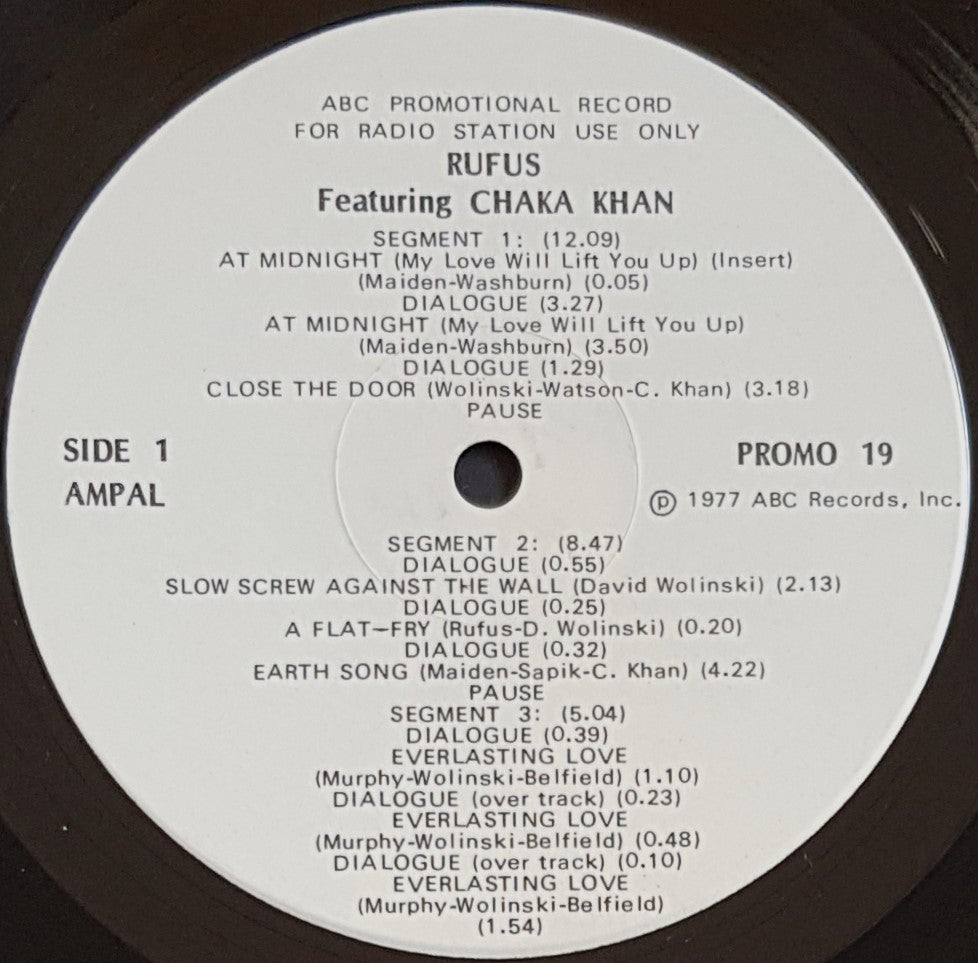 ABC PROMOTIONAL RECORD
FOR RADIO STATION USE ONLY
RUFUS
Featuring CHAKA KHAN
SEGMENT 1: (12.09)
AT MIDNIGHT (My Love Will Lift You Up) (Insert)
(Maiden-Washburn) (0.05)
DIALOGUE (3.27)
AT MIDNIGHT (My Love Will Lift You Up)
(Maiden-Washburn) (3.50)
DIALOGUE (1.29)
CLOSE THE DOOR (Wolinski-Watson-C. Khan) (3.18)
PAUSE
SIDE 1
AMPAL
PROMO 19
℗ 1977 ABC Records, Inc.
SEGMENT 2: (8.47)
DIALOGUE (0.55)
SLOW SCREW AGAINST THE WALL (David Wolinski) (2.13)
DIALOGUE (0.25)
A FLAT–FRY (Rufus-D. Wolinski) (0.20)
DIALOGUE (0.32)
EARTH SONG (Maiden-Sapik-C. Khan) (4.22)
PAUSE
SEGMENT 3: (5.04)
DIALOGUE (0.39)
EVERLASTING LOVE
(Murphy-Wolinski-Belfield) (1.10)
DIALOGUE (over track) (0.23)
EVERLASTING LOVE
(Murphy-Wolinski-Belfield) (0.48)
DIALOGUE (over track) (0.10)
EVERLASTING LOVE
(Murphy-Wolinski-Belfield)
(1.54)